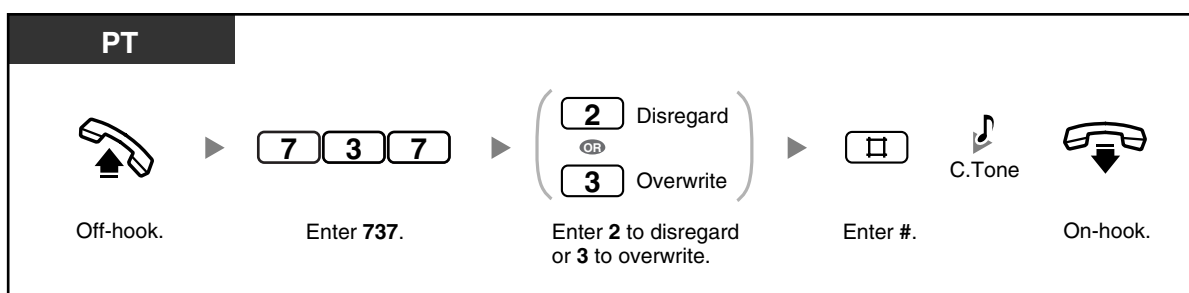 PT
7 3 7
2 Disregard
OR
3 Overwrite
#
C.Tone
Off-hook.
Enter 737.
Enter 2 to disregard
or 3 to overwrite.
Enter #.
On-hook.